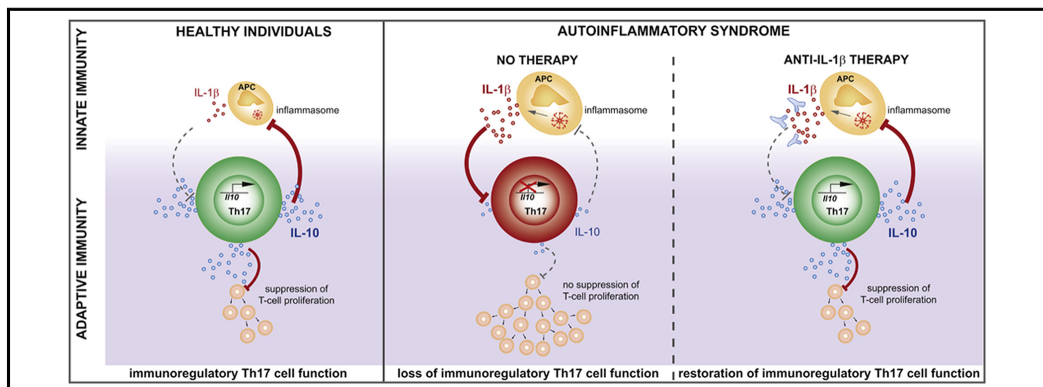 HEALTHY INDIVIDUALS
AUTOINFLAMMATORY SYNDROME
NO THERAPY
ANTI-IL-1β THERAPY
INNATE IMMUNITY
ADAPTIVE IMMUNITY
IL-1β
APC
inflammasome
Il10
Th17
IL-10
suppression of
T-cell proliferation
immunoregulatory Th17 cell function
IL-1β
APC
inflammasome
Il10
Th17
IL-10
no suppression of
T-cell proliferation
loss of immunoregulatory Th17 cell function
IL-1β
APC
inflammasome
Il10
Th17
IL-10
suppression of
T-cell proliferation
restoration of immunoregulatory Th17 cell function